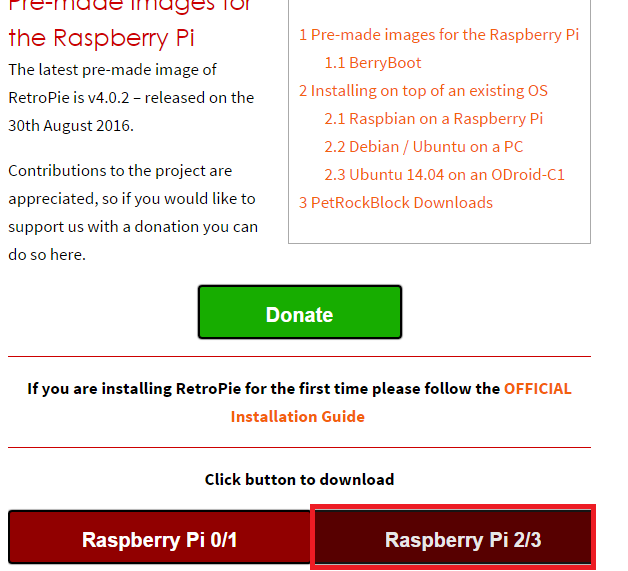 Pre-made images for
the Raspberry Pi
The latest pre-made image of
RetroPie is v4.0.2 – released on the
30th August 2016.
Contributions to the project are
appreciated, so if you would like to
support us with a donation you can
do so here.
1 Pre-made images for the Raspberry Pi
1.1 BerryBoot
2 Installing on top of an existing OS
2.1 Raspbian on a Raspberry Pi
2.2 Debian / Ubuntu on a PC
2.3 Ubuntu 14.04 on an ODroid-C1
3 PetRockBlock Downloads
Donate
If you are installing RetroPie for the first time please follow the OFFICIAL
Installation Guide
Click button to download
Raspberry Pi 0/1
Raspberry Pi 2/3